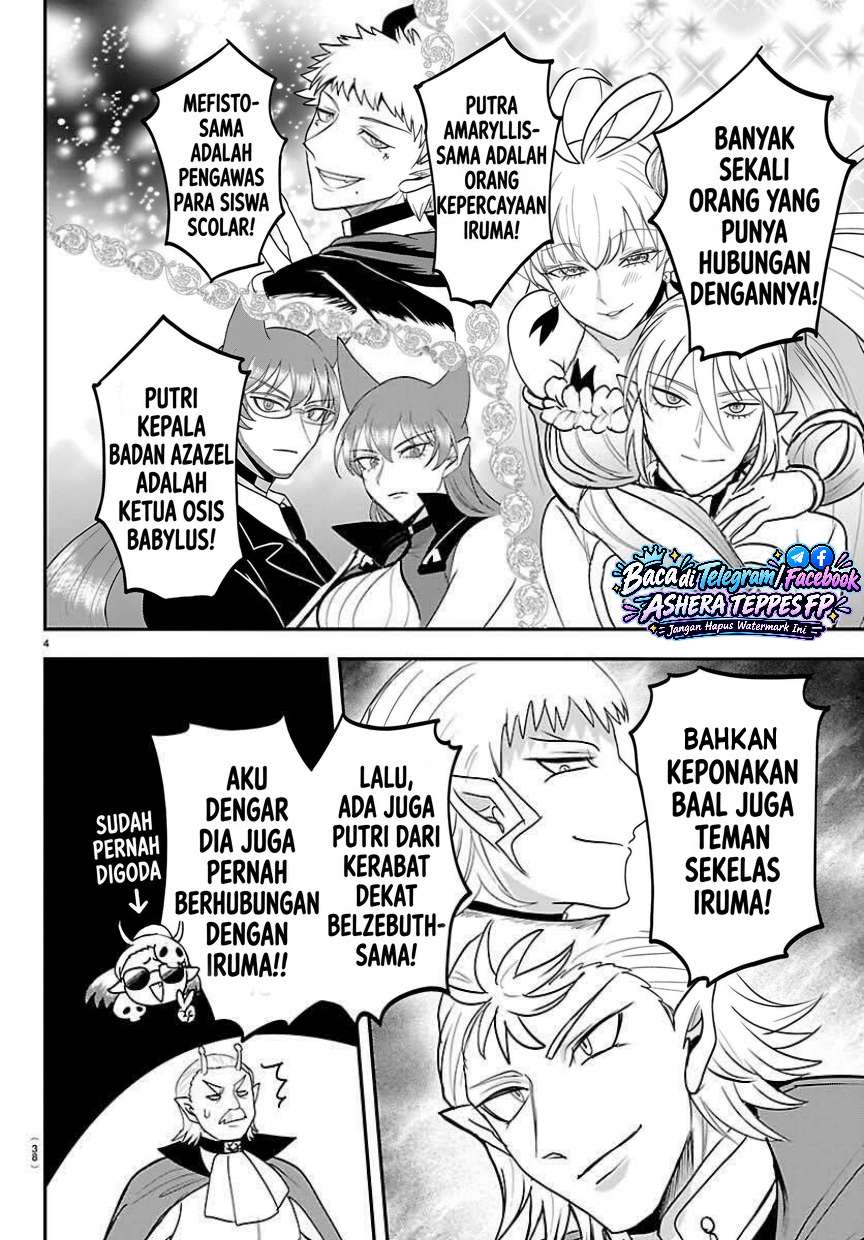 BANYAK
SEKALI
ORANG YANG
PUNYA
HUBUNGAN
DENGANNYA!
PUTRA
AMARYLLIS-
SAMA ADALAH
ORANG
KEPERCAYAAN
IRUMA!
MEFISTO-
SAMA
ADALAH
PENGAWAS
PARA SISWA
SCOLAR!
PUTRI
KEPALA
BADAN AZAZEL
ADALAH
KETUA OSIS
BABYLUS!
Baca di Telegram/Facebook
ASHERA TEPPES FP
Jangan Hapus Watermark Ini
4
BAHKAN
KEPONAKAN
BAAL JUGA
TEMAN
SEKELAS
IRUMA!
LALU,
ADA JUGA
PUTRI DARI
KERABAT
DEKAT
BELZEBUTH-
SAMA!
AKU
DENGAR
DIA JUGA
PERNAH
BERHUBUNGAN
DENGAN
IRUMA!!
SUDAH
PERNAH
DIGODA